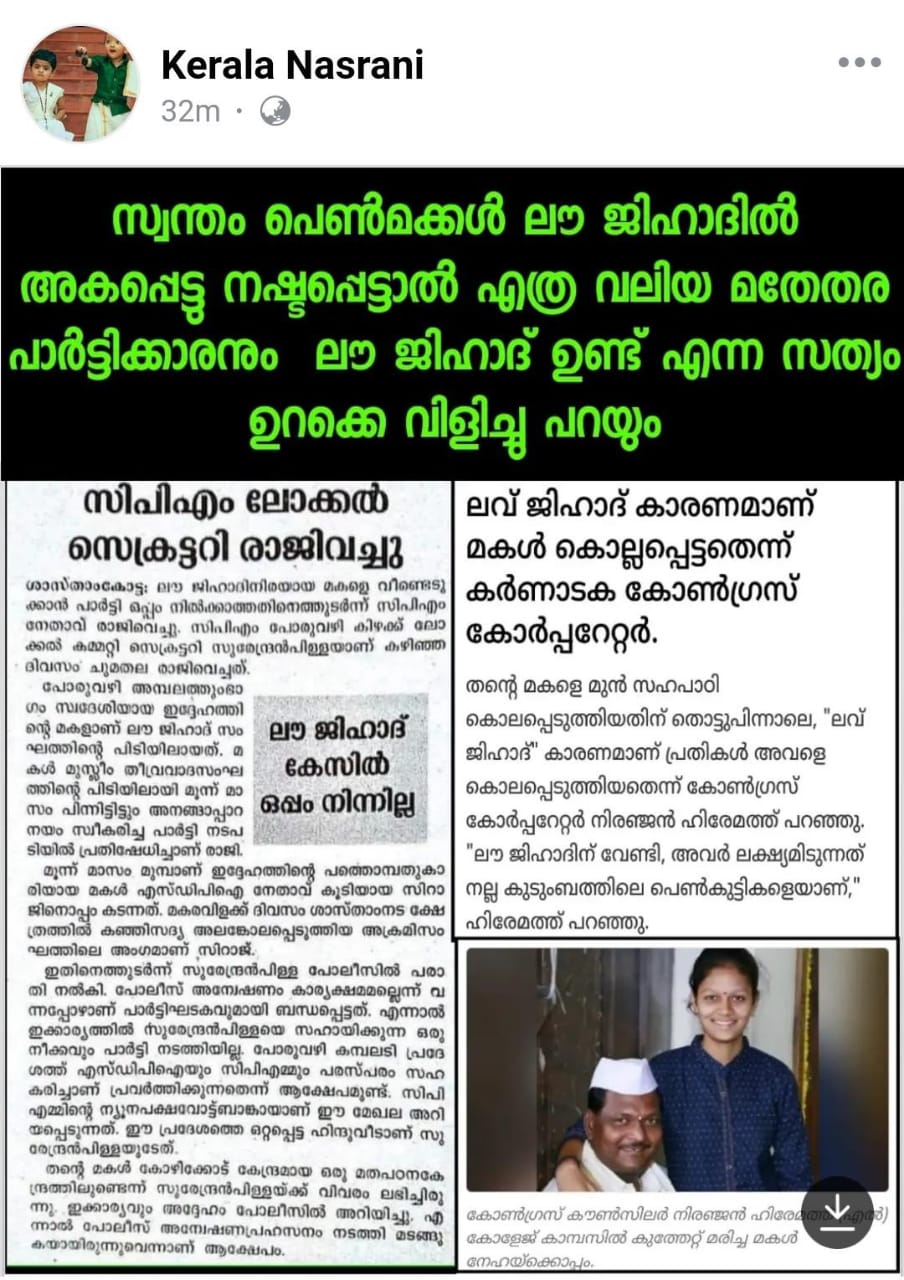 Kerala Nasrani
32m
സ്വന്തം പെൺമക്കൾ ലൗ ജിഹാദിൽ
അകപ്പെട്ടു നഷ്ടപ്പെട്ടാൽ എത്ര വലിയ മതേതര
പാർട്ടിക്കാരനും ലൗ ജിഹാദ് ഉണ്ട് എന്ന സത്യം
ഉറക്കെ വിളിച്ചു പറയും
സിപിഎം ലോക്കൽ
സെക്രട്ടറി രാജിവച്ചു
ശാസ്താംകോട്ട: ലൗ ജിഹാദിനിരയായ മകളെ വീണ്ടെടു
ക്കാൻ പാർട്ടി ഒപ്പം നിൽക്കാത്തതിനെത്തുടർന്ന് സിപിഎം
നേതാവ് രാജിവെച്ചു. സിപിഎം പോരുവഴി കിഴക്ക് ലോ
ക്കൽ കമ്മറ്റി സെക്രട്ടറി സുരേന്ദ്രൻപിള്ളയാണ് കഴിഞ്ഞ
ദിവസം ചുമതല രാജിവെച്ചത്.
പോരുവഴി അമ്പലത്തുംഭാ
ഗം സ്വദേശിയായ ഇദ്ദേഹത്തി
ന്റെ മകളാണ് ലൗ ജിഹാദ് സം
ഘത്തിന്റെ പിടിയിലായത്. മ
കൾ മുസ്ലീം തീവ്രവാദസംഘ
ത്തിന്റെ പിടിയിലായി മൂന്ന് മാ
സം പിന്നിട്ടിട്ടും അനങ്ങാപ്പാറ
നയം സ്വീകരിച്ച പാർട്ടി നടപ
ടിയിൽ പ്രതിഷേധിച്ചാണ് രാജി.
ലൗ ജിഹാദ്
കേസിൽ
ഒപ്പം നിന്നില്ല
മൂന്ന് മാസം മുമ്പാണ് ഇദ്ദേഹത്തിന്റെ പത്തൊമ്പതുകാ
രിയായ മകൾ എസ്ഡിപിഐ നേതാവ് കൂടിയായ സിറാ
ജിനൊപ്പം കടന്നത്. മകരവിളക്ക് ദിവസം ശാസ്താംനട ക്ഷേ
ത്രത്തിൽ കഞ്ഞിസദ്യ അലങ്കോലപ്പെടുത്തിയ അക്രമിസം
ഘത്തിലെ അംഗമാണ് സിറാജ്.
ഇതിനെത്തുടർന്ന് സുരേന്ദ്രൻപിള്ള പോലീസിൽ പരാ
തി നൽകി. പോലീസ് അന്വേഷണം കാര്യക്ഷമമല്ലെന്ന് വ
ന്നപ്പോഴാണ് പാർട്ടിഘടകവുമായി ബന്ധപ്പെട്ടത്. എന്നാൽ
ഇക്കാര്യത്തിൽ സുരേന്ദ്രൻപിള്ളയെ സഹായിക്കുന്ന ഒരു
നീക്കവും പാർട്ടി നടത്തിയില്ല. പോരുവഴി കമ്പലടി പ്രദേ
ശത്ത് എസ്ഡിപിഐയും സിപിഎമ്മും പരസ്പരം സഹ
കരിച്ചാണ് പ്രവർത്തിക്കുന്നതെന്ന് ആക്ഷേപമുണ്ട്. സിപി
എമ്മിന്റെ ന്യൂനപക്ഷവോട്ട്ബാങ്കായാണ് ഈ മേഖല അറി
യപ്പെടുന്നത്. ഈ പ്രദേശത്തെ ഒറ്റപ്പെട്ട ഹിന്ദുവീടാണ് സു
രേന്ദ്രൻപിള്ളയുടേത്.
തന്റെ മകൾ കോഴിക്കോട് കേന്ദ്രമായ ഒരു മതപഠനകേ
ന്ദ്രത്തിലുണ്ടെന്ന് സുരേന്ദ്രൻപിള്ളയ്ക്ക് വിവരം ലഭിച്ചിരു
ന്നു. ഇക്കാര്യവും അദ്ദേഹം പോലീസിൽ അറിയിച്ചു. എ
ന്നാൽ പോലീസ് അന്വേഷണപ്രഹസനം നടത്തി മടങ്ങു
കയായിരുന്നുവെന്നാണ് ആക്ഷേപം.
ലവ് ജിഹാദ് കാരണമാണ്
മകൾ കൊല്ലപ്പെട്ടതെന്ന്
കർണാടക കോൺഗ്രസ്
കോർപ്പറേറ്റർ.
തന്റെ മകളെ മുൻ സഹപാഠി
കൊലപ്പെടുത്തിയതിന് തൊട്ടുപിന്നാലെ, "ലവ്
ജിഹാദ്" കാരണമാണ് പ്രതികൾ അവളെ
കൊലപ്പെടുത്തിയതെന്ന് കോൺഗ്രസ്
കോർപ്പറേറ്റർ നിരഞ്ജൻ ഹിരേമത്ത് പറഞ്ഞു.
"ലൗ ജിഹാദിന് വേണ്ടി, അവർ ലക്ഷ്യമിടുന്നത്
നല്ല കുടുംബത്തിലെ പെൺകുട്ടികളെയാണ്,"
ഹിരേമത്ത് പറഞ്ഞു.
കോൺഗ്രസ് കൗൺസിലർ നിരഞ്ജൻ ഹിരേമത്ത് (എൽ)
കോളേജ് കാമ്പസിൽ കുത്തേറ്റ് മരിച്ച മകൾ
നേഹയ്ക്കൊപ്പം.